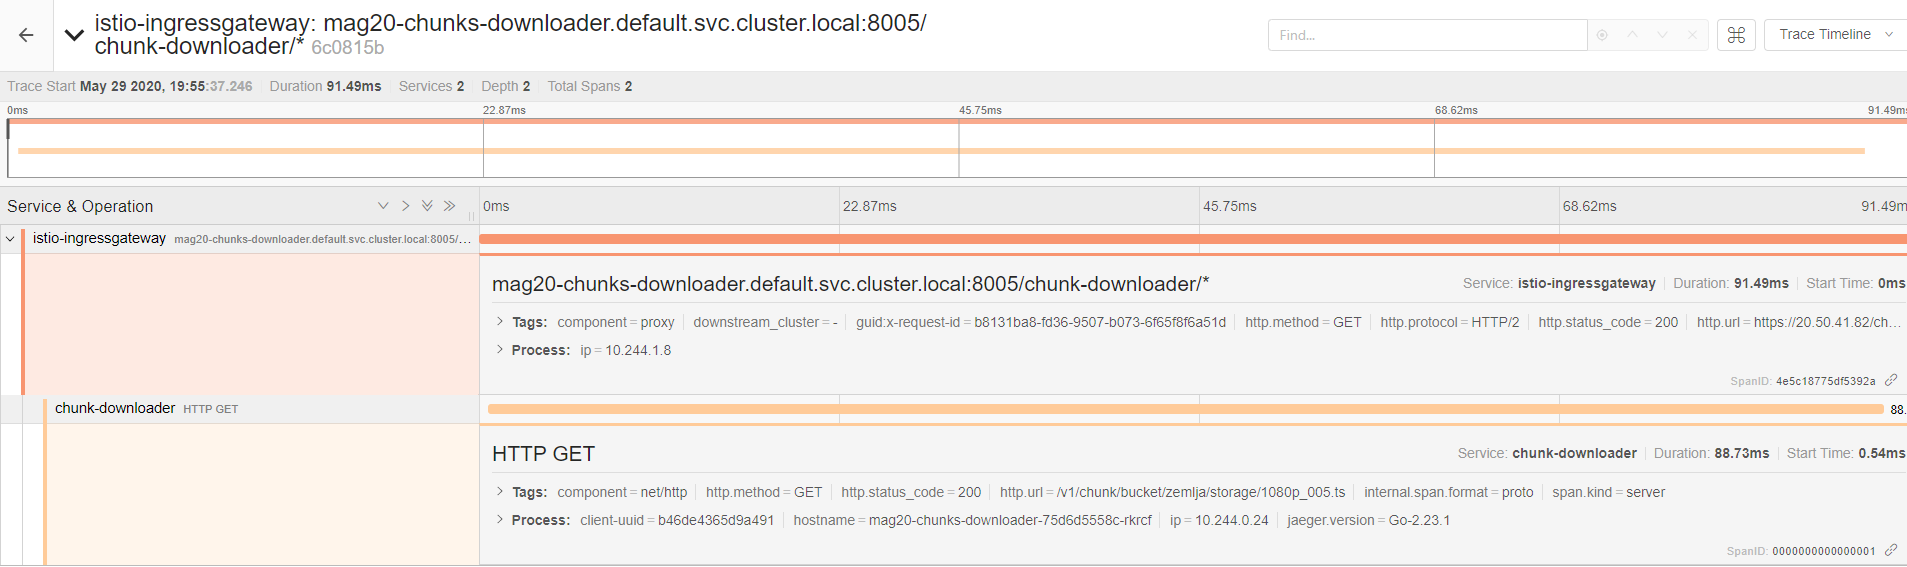 istio-ingressgateway: mag20-chunks-downloader.default.svc.cluster.local:8005/
chunk-downloader/* 6c0815b
Find...
Trace Timeline
Trace Start May 29 2020, 19:55:37.246 Duration 91.49ms Services 2 Depth 2 Total Spans 2
0ms 22.87ms 45.75ms 68.62ms 91.49ms
Service & Operation 0ms 22.87ms 45.75ms 68.62ms 91.49m
istio-ingressgateway mag20-chunks-downloader.default.svc.cluster.local:8005/...
mag20-chunks-downloader.default.svc.cluster.local:8005/chunk-downloader/* Service: istio-ingressgateway Duration: 91.49ms Start Time: 0ms
Tags: component = proxy downstream_cluster = - guid:x-request-id = b8131ba8-fd36-9507-b073-6f65f8f6a51d http.method = GET http.protocol = HTTP/2 http.status_code = 200 http.url = https://20.50.41.82/ch...
Process: ip = 10.244.1.8
SpanID: 4e5c18775df5392a
chunk-downloader HTTP GET 88.
HTTP GET Service: chunk-downloader Duration: 88.73ms Start Time: 0.54ms
Tags: component = net/http http.method = GET http.status_code = 200 http.url = /v1/chunk/bucket/zemlja/storage/1080p_005.ts internal.span.format = proto span.kind = server
Process: client-uuid = b46de4365d9a491 hostname = mag20-chunks-downloader-75d6d5558c-rkrcf ip = 10.244.0.24 jaeger.version = Go-2.23.1
SpanID: 0000000000000001